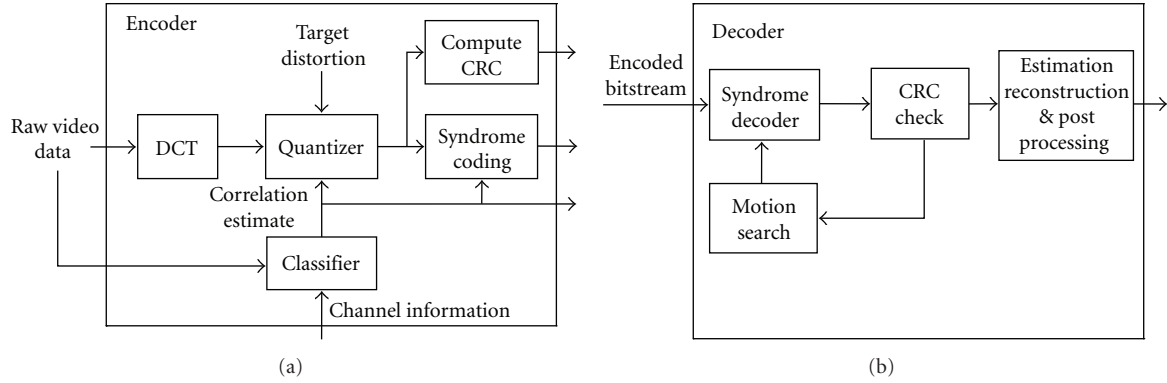 Encoder
Target
distortion
Compute
CRC
Raw video
data
DCT
Quantizer
Syndrome
coding
Correlation
estimate
Classifier
Channel information
(a)
Decoder
Encoded
bitstream
Syndrome
decoder
CRC
check
Estimation
reconstruction
& post
processing
Motion
search
(b)